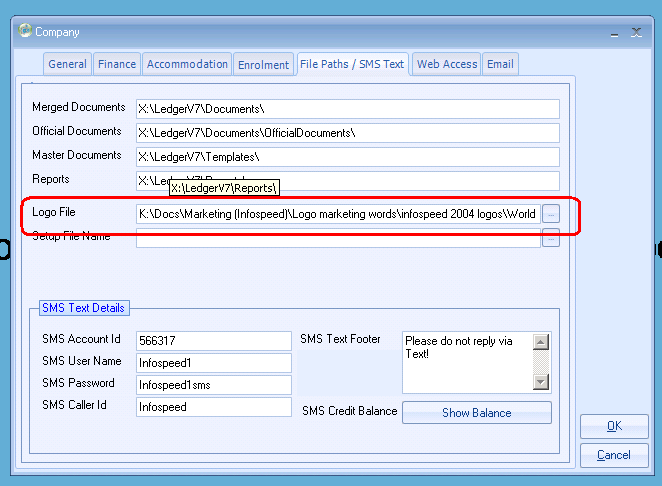 Company
General Finance Accommodation Enrolment File Paths / SMS Text Web Access Email
Merged Documents X:\LedgerV7\Documents\
Official Documents X:\LedgerV7\Documents\OfficialDocuments\
Master Documents X:\LedgerV7\Templates\
Reports
X:\LedgerV7\Reports\
Logo File K:\Docs\Marketing (Infospeed)\Logo marketing words\infospeed 2004 logos\World ...
Setup File Name ...
SMS Text Details
SMS Account Id 566317 SMS Text Footer Please do not reply via
Text!
SMS User Name Infospeed1
SMS Password Infospeed1sms
SMS Caller Id Infospeed SMS Credit Balance Show Balance
OK
Cancel